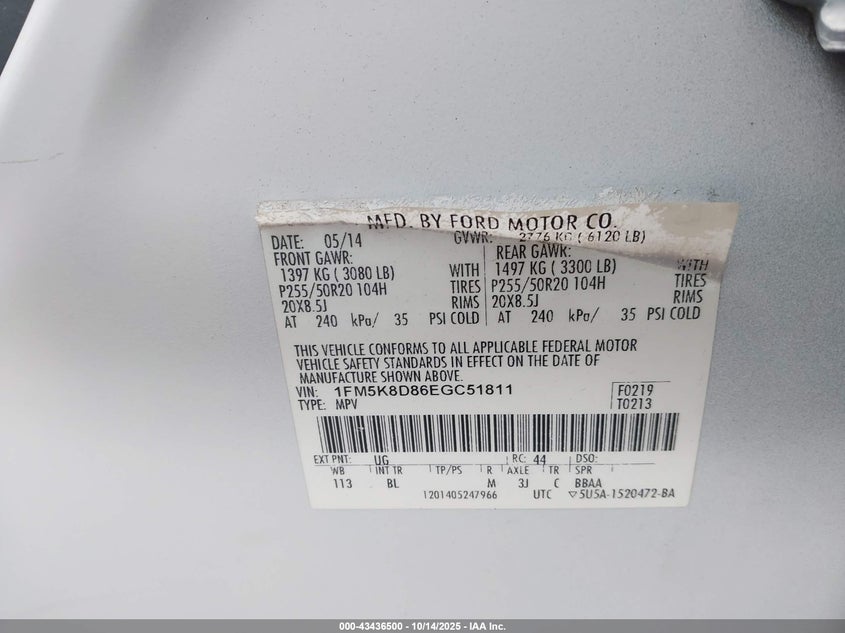 MFD. BY FORD MOTOR CO.
DATE: 05/14 GVWR: 2776 KG ( 6120 LB)
FRONT GAWR: REAR GAWR:
1397 KG ( 3080 LB) WITH 1497 KG ( 3300 LB) WITH
P255/50R20 104H TIRES P255/50R20 104H TIRES
20X8.5J RIMS 20X8.5J RIMS
AT 240 kPa/ 35 PSI COLD AT 240 kPa/ 35 PSI COLD
THIS VEHICLE CONFORMS TO ALL APPLICABLE FEDERAL MOTOR
VEHICLE SAFETY STANDARDS IN EFFECT ON THE DATE OF
MANUFACTURE SHOWN ABOVE.
VIN: 1FM5K8D86EGC51811 F0219
TYPE: MPV T0213
EXT PNT: UG RC: 44 DSO:
WB INT TR TP/PS R AXLE TR SPR
113 BL M 3J C BBAA
1201405247966 UTC ▽5U5A-1520472-BA
000-43436500 - 10/14/2025 - IAA Inc.